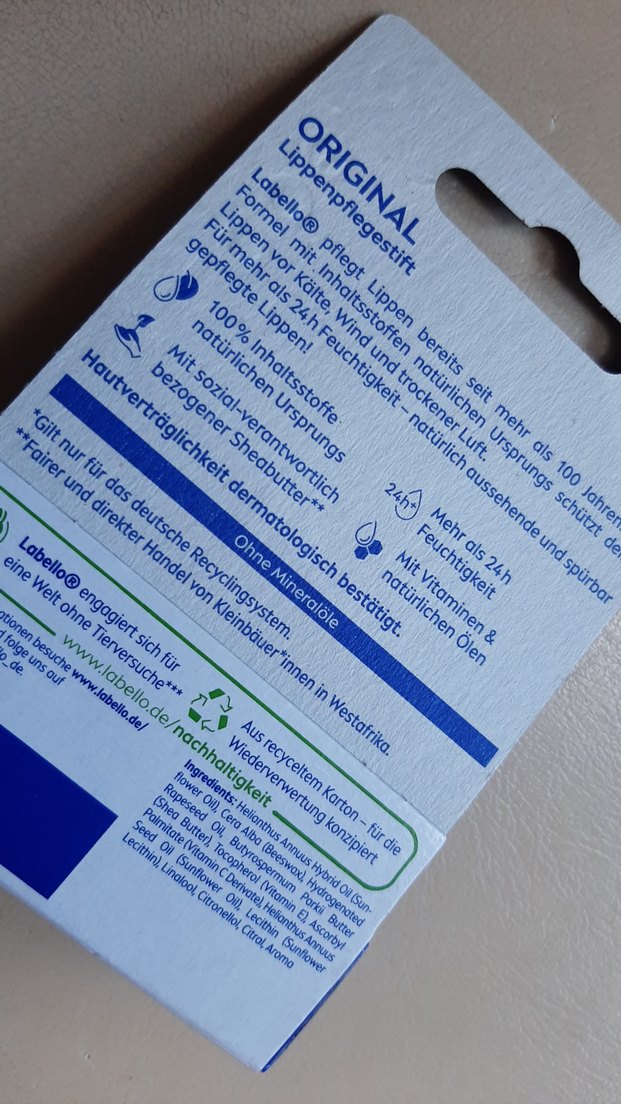 ORIGINAL
Lippenpflegestift
Labello® pflegt Lippen bereits seit mehr als 100 Jahren
Formel mit Inhaltsstoffen natürlichen Ursprungs schützt
Lippen vor Kälte, Wind und trockener Luft.
Für mehr als 24h Feuchtigkeit – natürlich aussehende und spürbar
gepflegte Lippen!
100% Inhaltsstoffe
natürlichen Ursprungs
24h+
Mehr als 24h
Feuchtigkeit
Mit sozial-verantwortlich
bezogener Sheabutter**
Mit Vitaminen &
natürlichen Ölen
Hautverträglichkeit dermatologisch bestätigt.
Ohne Mineralöle
*Gilt nur für das deutsche Recyclingsystem.
**Fairer und direkter Handel von Kleinbäuer*innen in Westafrika.
Labello® engagiert sich für
eine Welt ohne Tierversuche***
Aus recyceltem Karton – für die
Wiederverwertung konzipiert
www.labello.de/nachhaltigkeit
besuche www.labello.de/
folge uns auf
Ingredients: Helianthus Annuus Hybrid Oil (Sun-
flower Oil), Cera Alba (Beeswax), Hydrogenated
Rapeseed Oil, Butyrospermum Parkii Butter
(Shea Butter), Tocopherol (Vitamin E), Ascorbyl
Palmitate (Vitamin C Derivate), Helianthus Annuus
Seed Oil (Sunflower Oil), Lecithin (Sunflower
Lecithin), Linalool, Citronellol, Citral, Aroma